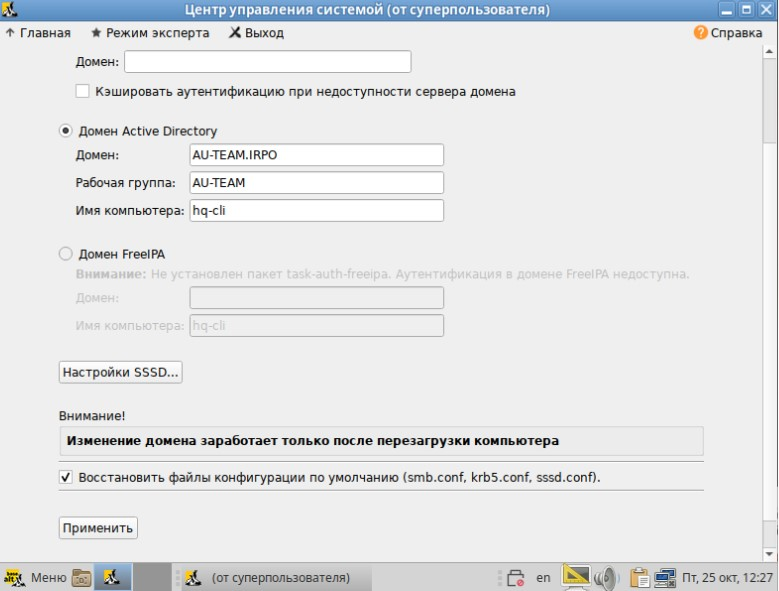 Центр управления системой (от суперпользователя)
Главная Режим эксперта Выход Справка
Домен:
Кэшировать аутентификацию при недоступности сервера домена
Домен Active Directory
Домен: AU-TEAM.IRPO
Рабочая группа: AU-TEAM
Имя компьютера: hq-cli
Домен FreeIPA
Внимание: Не установлен пакет task-auth-freeipa. Аутентификация в домене FreeIPA недоступна.
Домен:
Имя компьютера: hq-cli
Настройки SSSD...
Внимание!
Изменение домена заработает только после перезагрузки компьютера
Восстановить файлы конфигурации по умолчанию (smb.conf, krb5.conf, sssd.conf).
Применить
Меню (от суперпользователя) en Пт, 25 окт, 12:27